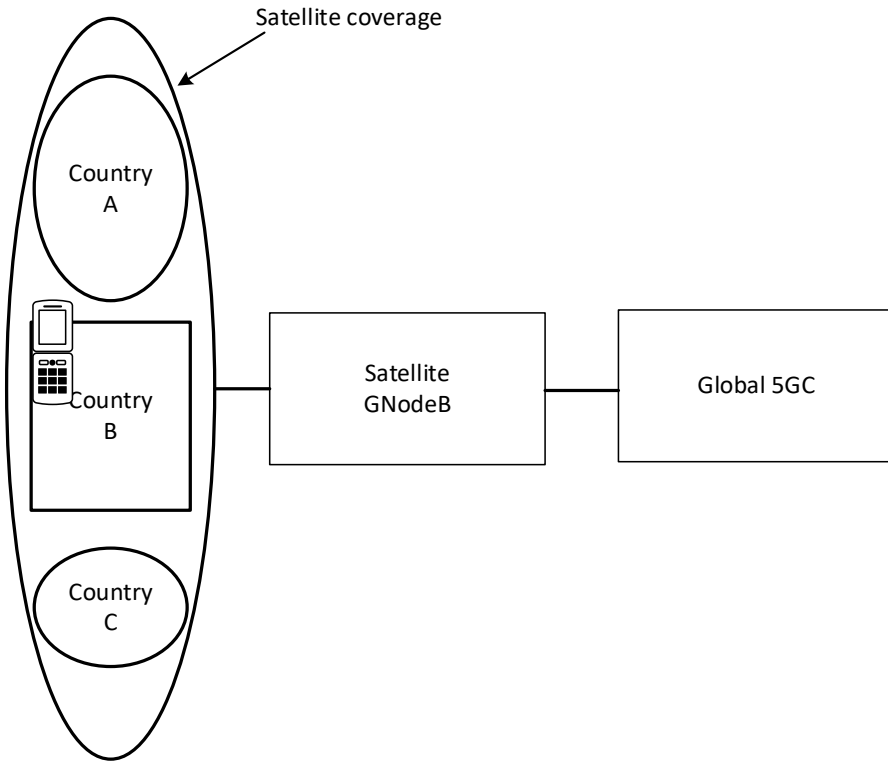 Satellite coverage
Country
A
Country
B
Satellite
GNodeB
Global 5GC
Country
C